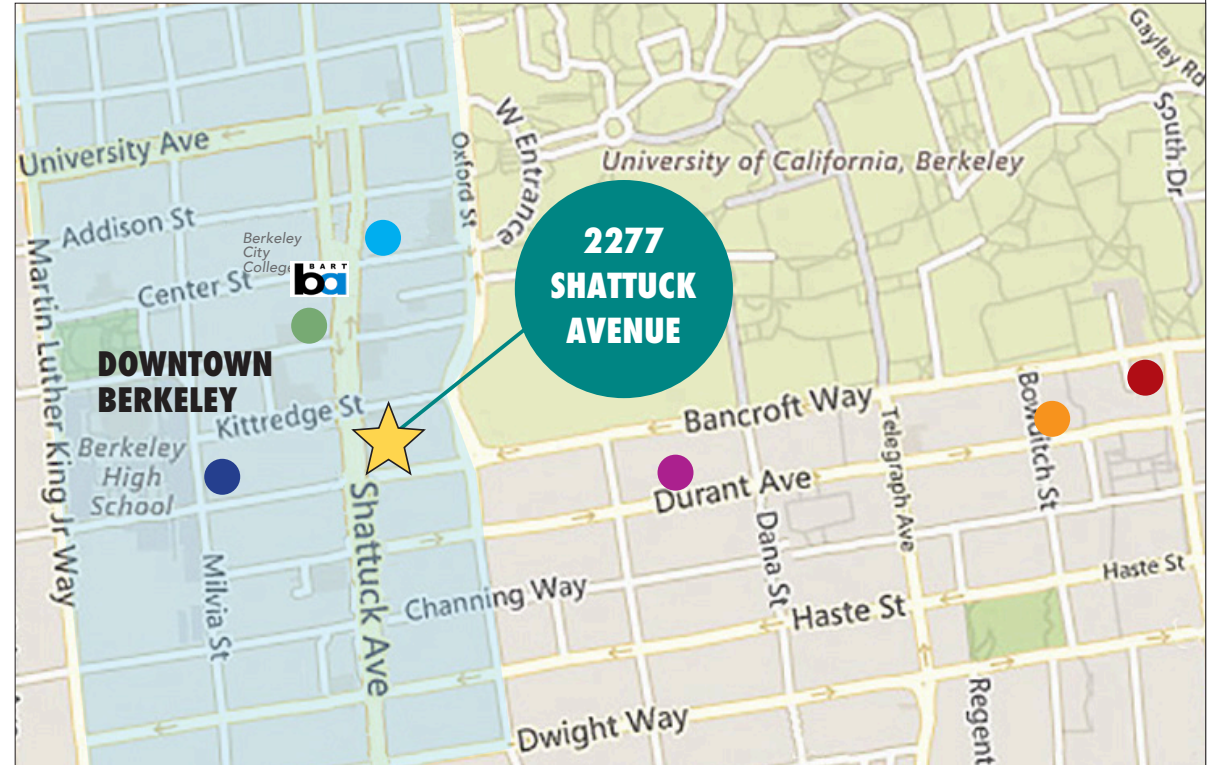 Gayley Rd
South Dr
W Entrance
Oxford St
University Ave
University of California, Berkeley
Addison St
Berkeley
City
College
BART
ba
Center St
2277
SHATTUCK
AVENUE
Martin Luther King Jr Way
DOWNTOWN
BERKELEY
Kittredge St
Berkeley
High
School
Bancroft Way
Bowditch St
Telegraph Ave
Durant Ave
Shattuck Ave
Dana St
Milvia St
Channing Way
Haste St
Haste St
Regent
Dwight Way